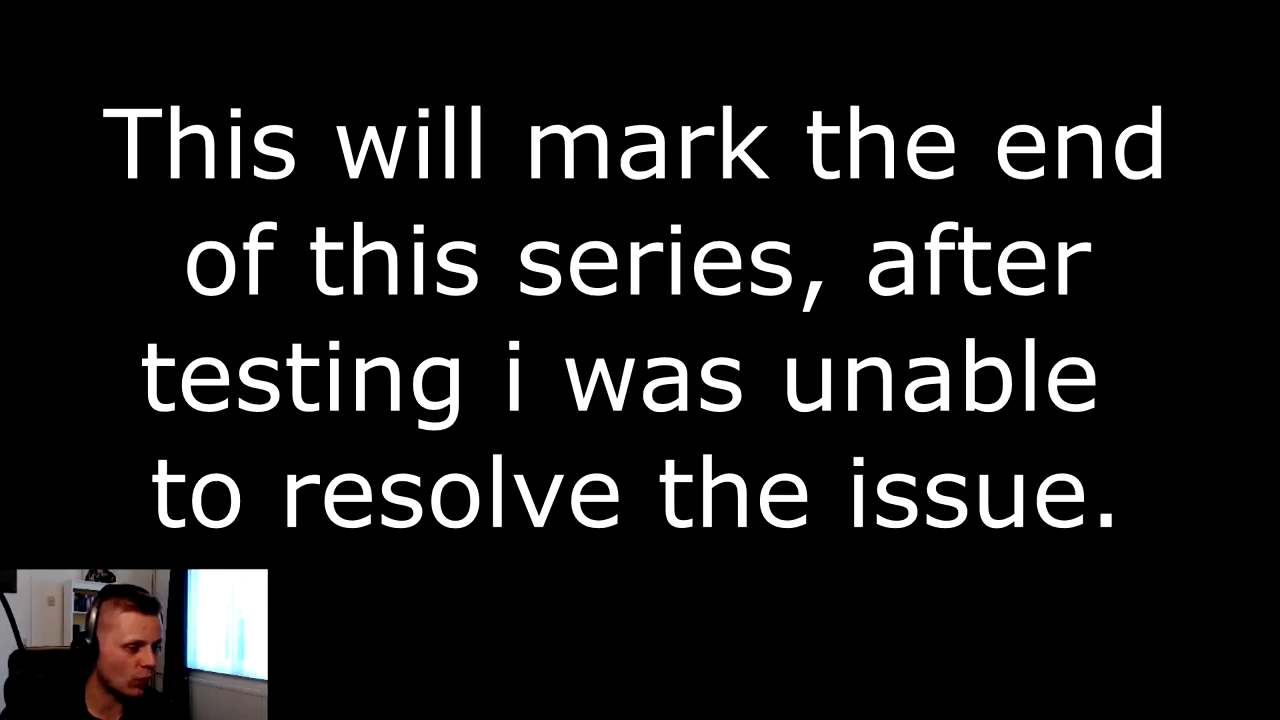 This will mark the end
of this series, after
testing i was unable
to resolve the issue.